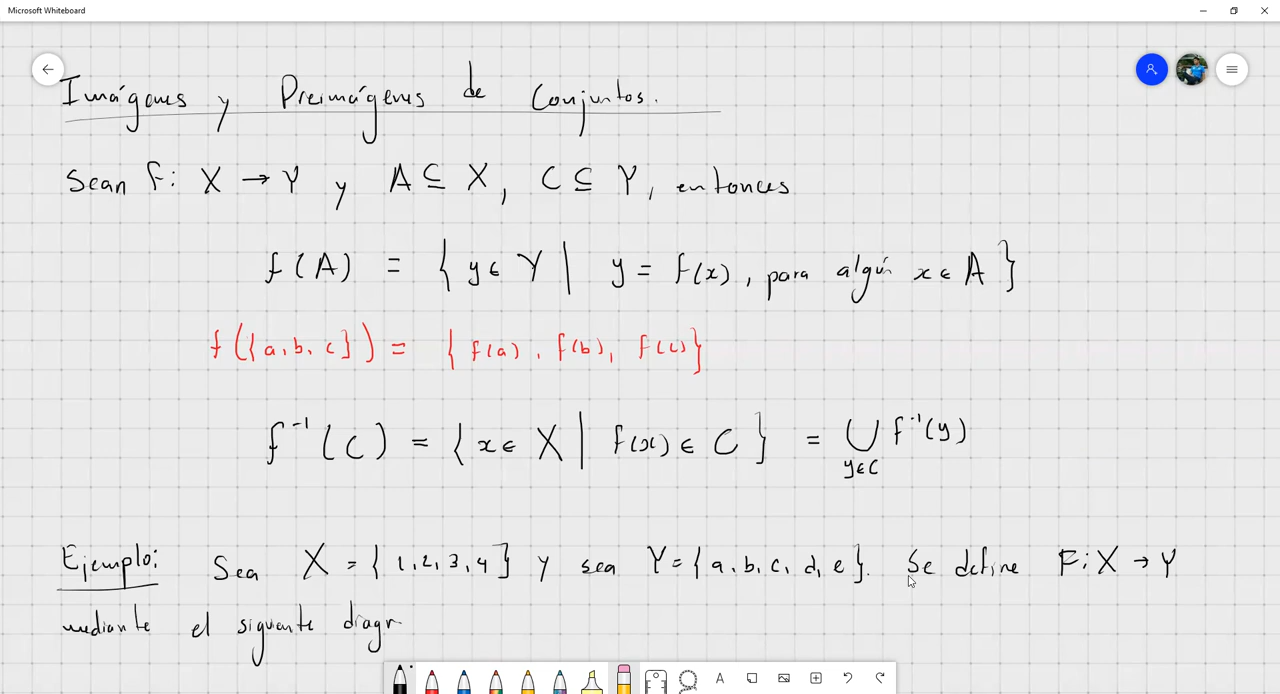 Microsoft Whiteboard
Imágenes y Preimágenes de Conjuntos.
Sean F: X → Y y A ⊆ X, C ⊆ Y, entonces
f(A) = { y ∈ Y | y = f(x), para algún x ∈ A }
f({a, b, c}) = { f(a), f(b), f(c)}
f⁻¹(C) = { x ∈ X | f(x) ∈ C } = ⋃ f⁻¹(y)
y∈C
Ejemplo: Sea X = {1,2,3,4} y sea Y = {a, b, c, d, e}. Se define F: X → Y
mediante el siguiente diagr